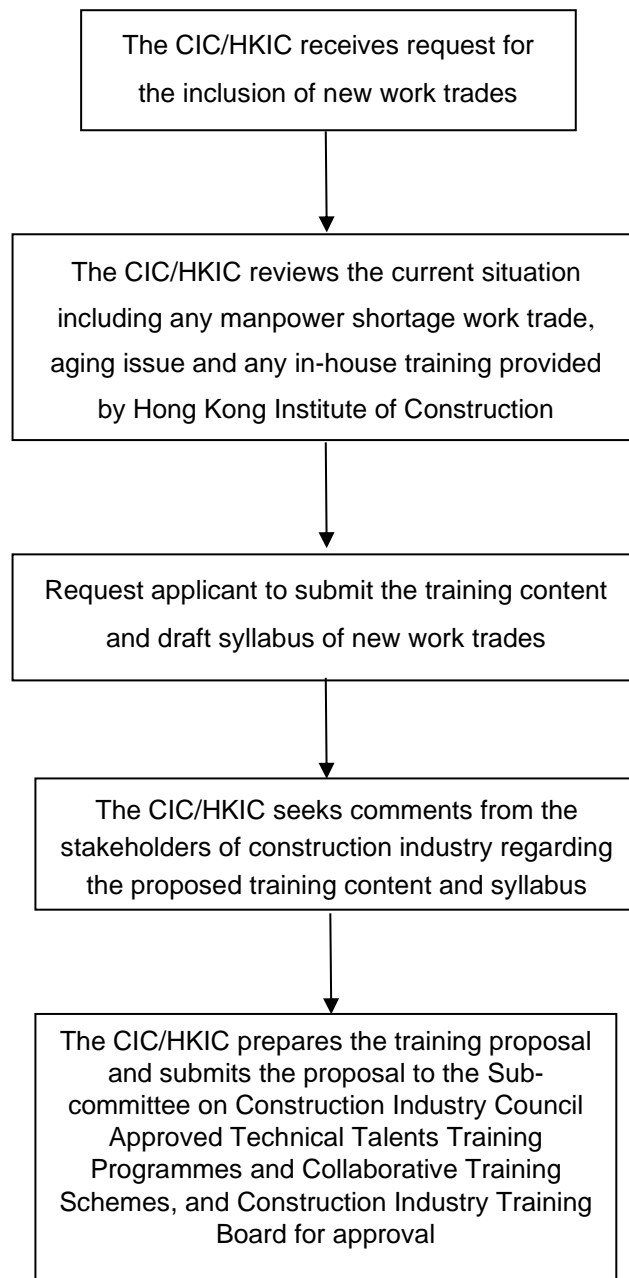 The CIC/HKIC receives request for
the inclusion of new work trades
The CIC/HKIC reviews the current situation
including any manpower shortage work trade,
aging issue and any in-house training provided
by Hong Kong Institute of Construction
Request applicant to submit the training content
and draft syllabus of new work trades
The CIC/HKIC seeks comments from the
stakeholders of construction industry regarding
the proposed training content and syllabus
The CIC/HKIC prepares the training proposal
and submits the proposal to the Sub-
committee on Construction Industry Council
Approved Technical Talents Training
Programmes and Collaborative Training
Schemes, and Construction Industry Training
Board for approval